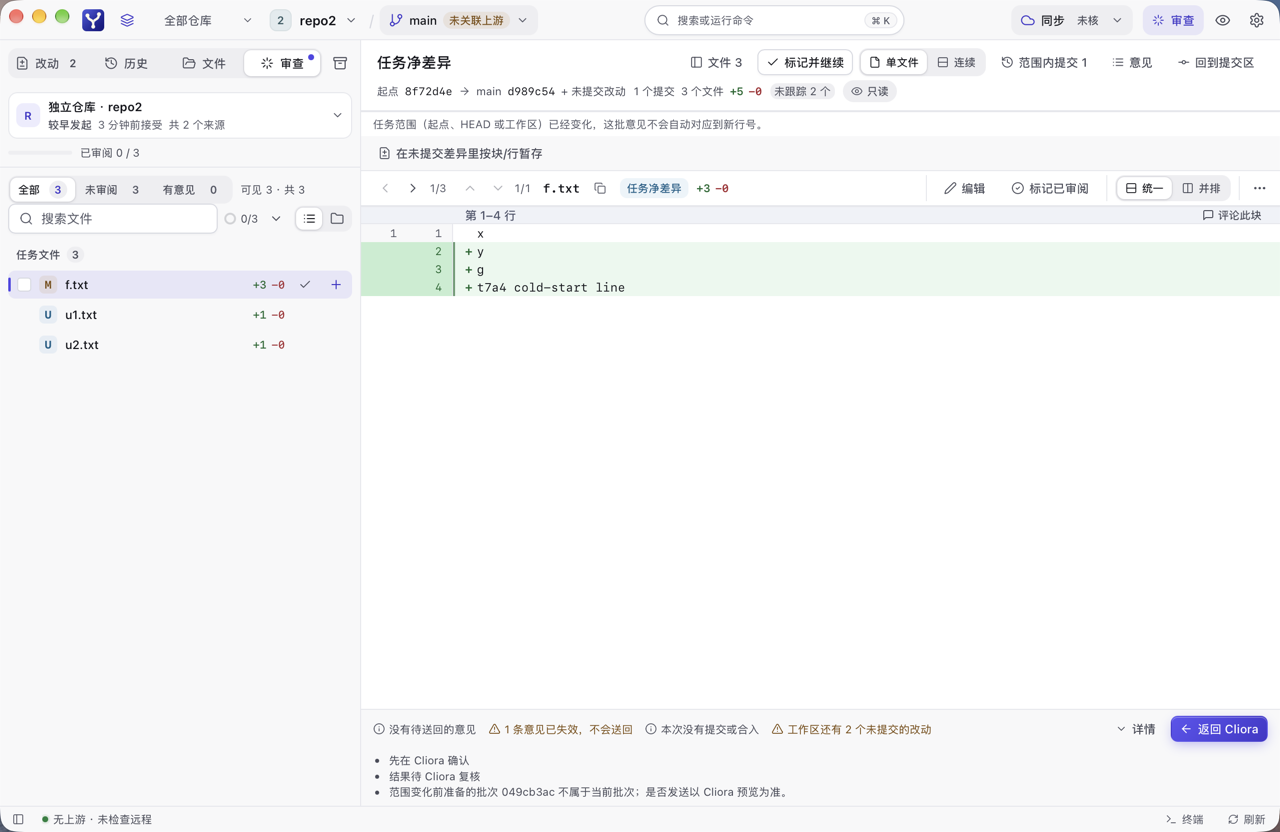 全部仓库 2 repo2 / main 未关联上游 搜索或运行命令 ⌘ K 同步 未核 审查
改动 2 历史 文件 审查
R 独立仓库 · repo2
较早发起 3 分钟前接受 共 2 个来源
已审阅 0 / 3
全部 3 未审阅 3 有意见 0 可见 3 · 共 3
搜索文件 0/3
任务文件 3
M f.txt +3 −0
U u1.txt +1 −0
U u2.txt +1 −0
任务净差异 文件 3 标记并继续 单文件 连续 范围内提交 1 意见 回到提交区
起点 8f72d4e → main d989c54 + 未提交改动 1 个提交 3 个文件 +5 −0 未跟踪 2 个 只读
任务范围（起点、HEAD 或工作区）已经变化，这批意见不会自动对应到新行号。
在未提交差异里按块/行暂存
1/3 1/1 f.txt 任务净差异 +3 −0 编辑 标记已审阅 统一 并排
第 1–4 行 评论此块
1 1 x
2 + y
3 + g
4 + t7a4 cold-start line
没有待送回的意见 1 条意见已失效，不会送回 本次没有提交或合入 工作区还有 2 个未提交的改动 详情 返回 Cliora
• 先在 Cliora 确认
• 结果待 Cliora 复核
• 范围变化前准备的批次 049cb3ac 不属于当前批次；是否发送以 Cliora 预览为准。
无上游 · 未检查远程 终端 刷新